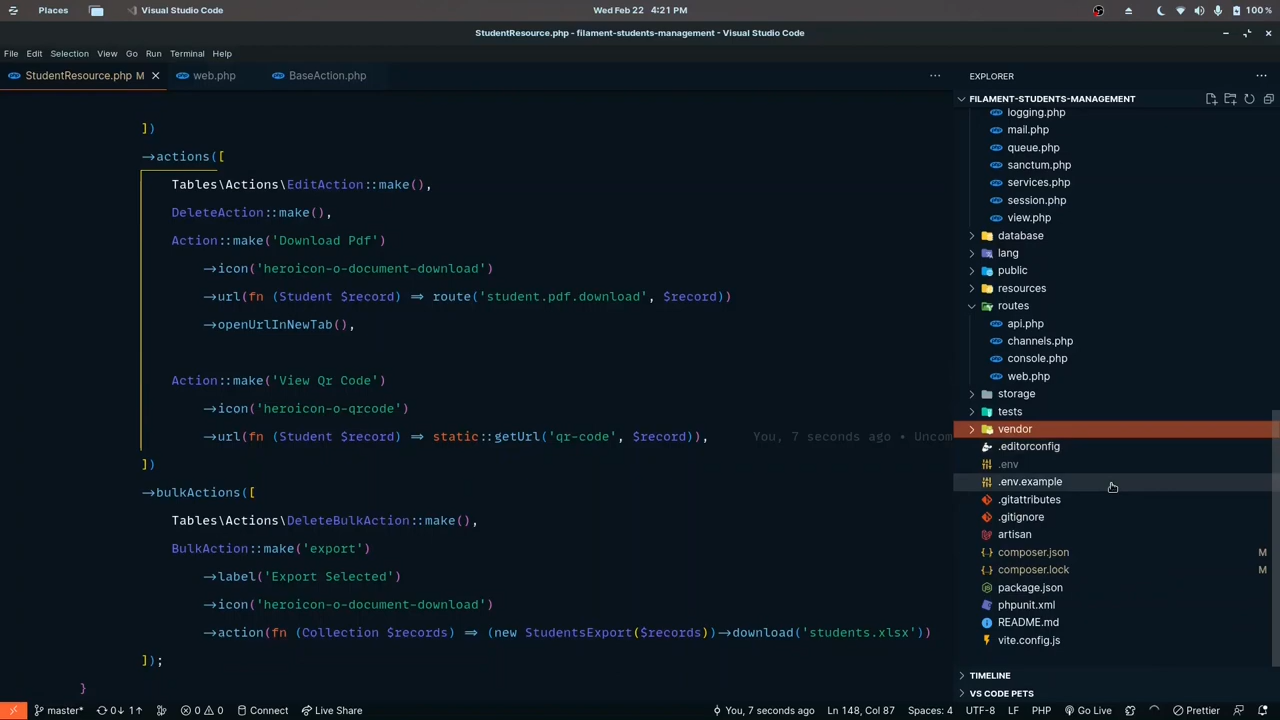 Places
Visual Studio Code
Wed Feb 22 4:21 PM
100 %
StudentResource.php - filament-students-management - Visual Studio Code
File Edit Selection View Go Run Terminal Help
StudentResource.php M
web.php
BaseAction.php
])
->actions([
Tables\Actions\EditAction::make(),
DeleteAction::make(),
Action::make('Download Pdf')
->icon('heroicon-o-document-download')
->url(fn (Student $record) => route('student.pdf.download', $record))
->openUrlInNewTab(),
Action::make('View Qr Code')
->icon('heroicon-o-qrcode')
->url(fn (Student $record) => static::getUrl('qr-code', $record)), You, 7 seconds ago • Uncom
])
->bulkActions([
Tables\Actions\DeleteBulkAction::make(),
BulkAction::make('export')
->label('Export Selected')
->icon('heroicon-o-document-download')
->action(fn (Collection $records) => (new StudentsExport($records))->download('students.xlsx'))
]);
}
EXPLORER
FILAMENT-STUDENTS-MANAGEMENT
logging.php
mail.php
queue.php
sanctum.php
services.php
session.php
view.php
database
lang
public
resources
routes
api.php
channels.php
console.php
web.php
storage
tests
vendor
.editorconfig
.env
.env.example
.gitattributes
.gitignore
artisan
composer.json M
composer.lock M
package.json
phpunit.xml
README.md
vite.config.js
TIMELINE
VS CODE PETS
master* 0↓ 1↑ 0 0 Connect Live Share You, 7 seconds ago Ln 148, Col 87 Spaces: 4 UTF-8 LF PHP Go Live Prettier